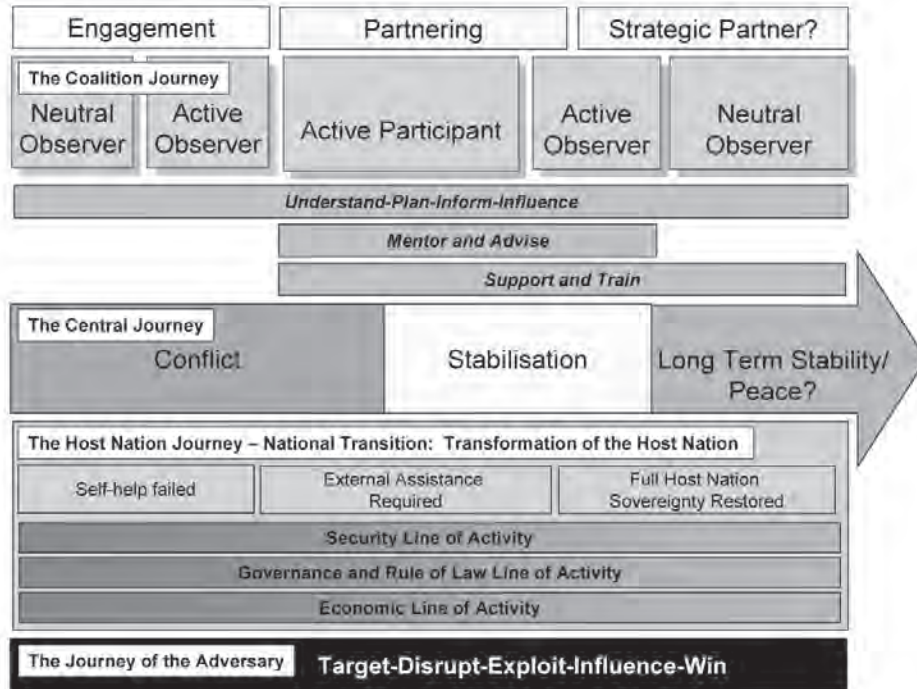 Engagement
Partnering
Strategic Partner?
The Coalition Journey
Neutral
Observer
Active
Observer
Active Participant
Active
Observer
Neutral
Observer
Understand-Plan-Inform-Influence
Mentor and Advise
Support and Train
The Central Journey
Conflict
Stabilisation
Long Term Stability/
Peace?
The Host Nation Journey – National Transition: Transformation of the Host Nation
Self-help failed
External Assistance
Required
Full Host Nation
Sovereignty Restored
Security Line of Activity
Governance and Rule of Law Line of Activity
Economic Line of Activity
The Journey of the Adversary
Target-Disrupt-Exploit-Influence-Win